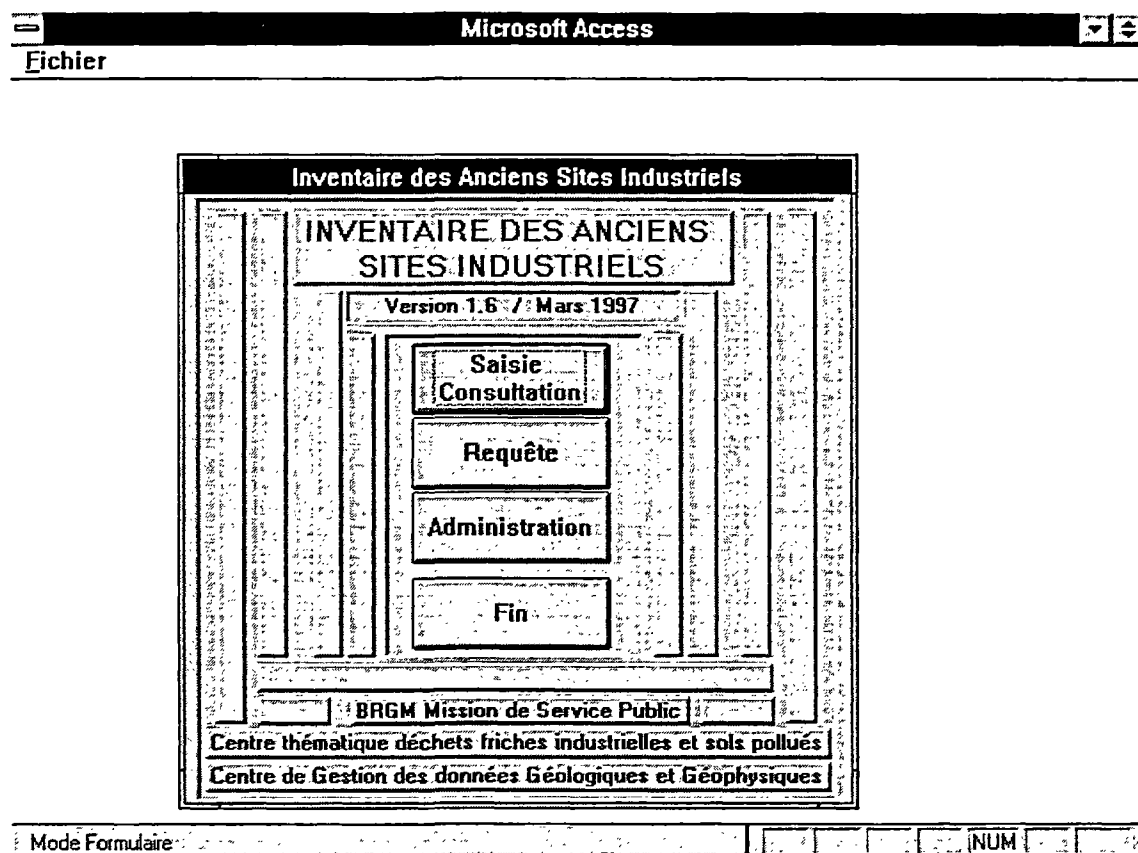 Microsoft Access
Fichier
Inventaire des Anciens Sites Industriels
INVENTAIRE DES ANCIENS
SITES INDUSTRIELS
Version 1.6 / Mars 1997
Saisie
Consultation
Requête
Administration
Fin
BRGM Mission de Service Public
Centre thématique déchets friches industrielles et sols pollués
Centre de Gestion des données Géologiques et Géophysiques
Mode Formulaire
NUM